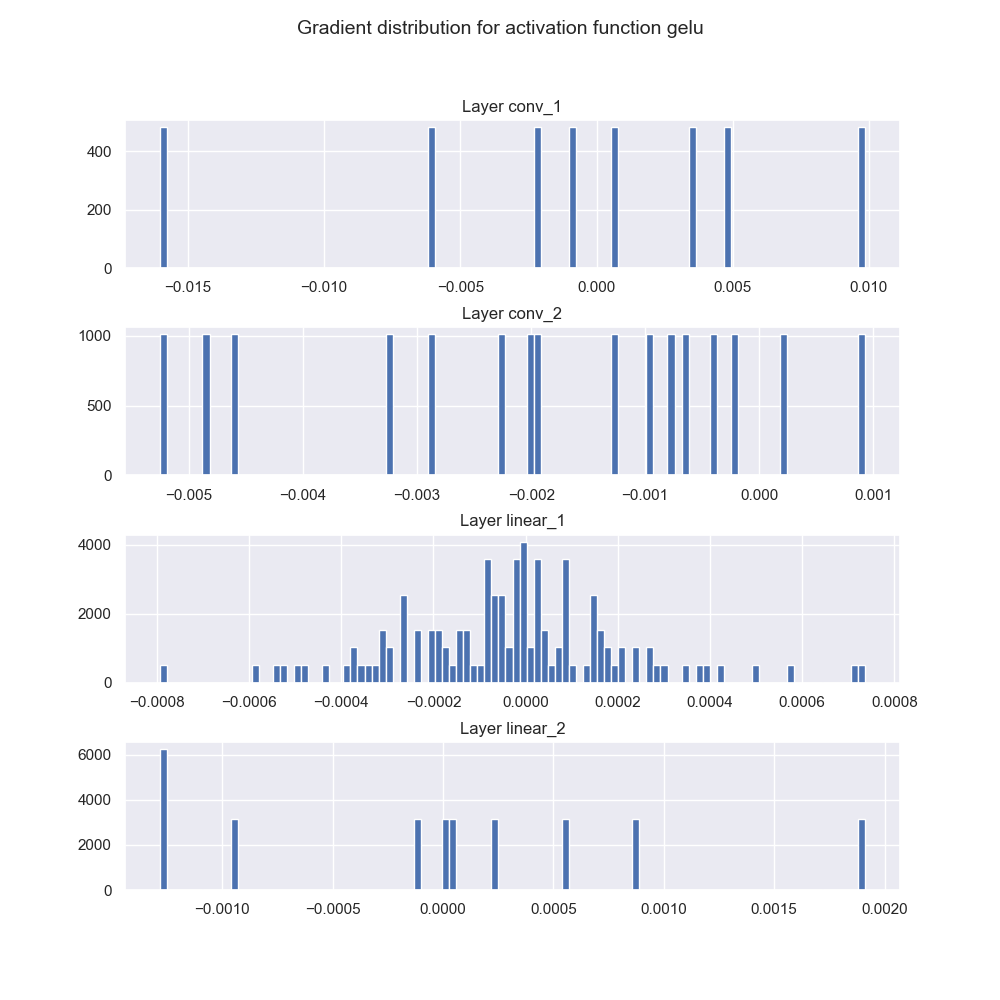 Gradient distribution for activation function gelu
Layer conv_1
400
200
0
−0.015 −0.010 −0.005 0.000 0.005 0.010
Layer conv_2
1000
500
0
−0.005 −0.004 −0.003 −0.002 −0.001 0.000 0.001
Layer linear_1
4000
2000
0
−0.0008 −0.0006 −0.0004 −0.0002 0.0000 0.0002 0.0004 0.0006 0.0008
Layer linear_2
6000
4000
2000
0
−0.0010 −0.0005 0.0000 0.0005 0.0010 0.0015 0.0020